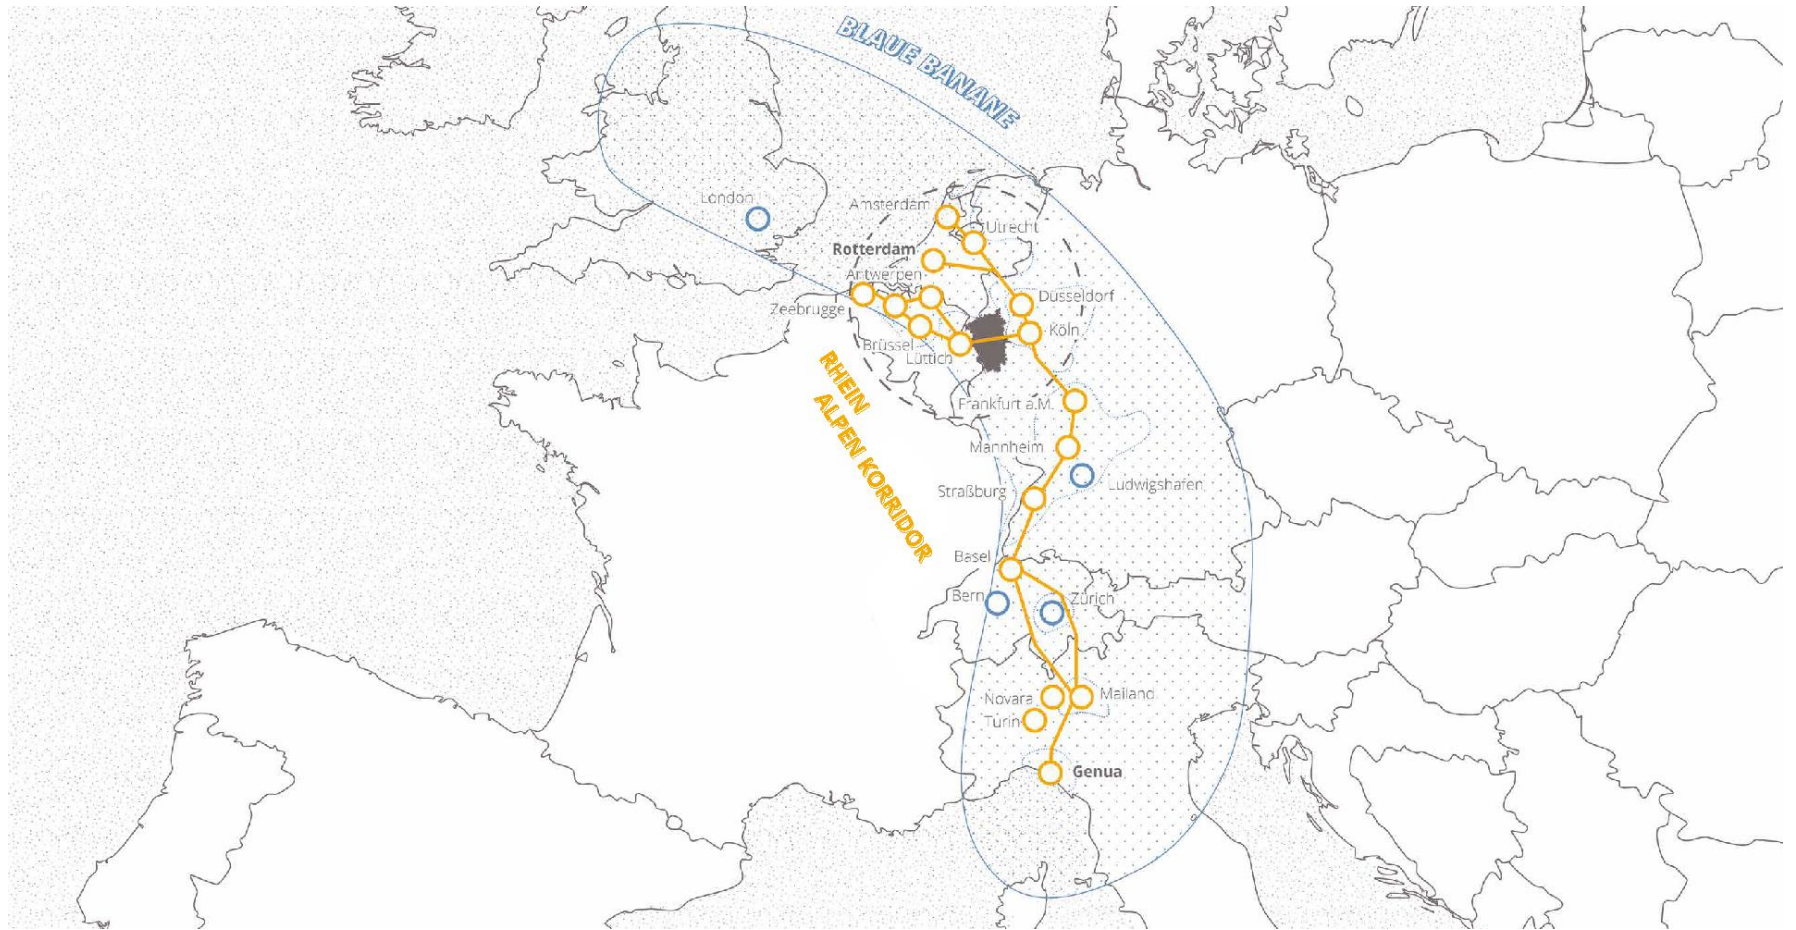 BLAUE BANANE
London
Amsterdam
Utrecht
Rotterdam
Antwerpen
Düsseldorf
Zeebrugge
Köln
Brüssel
Lüttich
RHEIN
ALPEN KORRIDOR
Frankfurt a.M.
Mannheim
Ludwigshafen
Straßburg
Basel
Bern
Zürich
Novara
Mailand
Turin
Genua